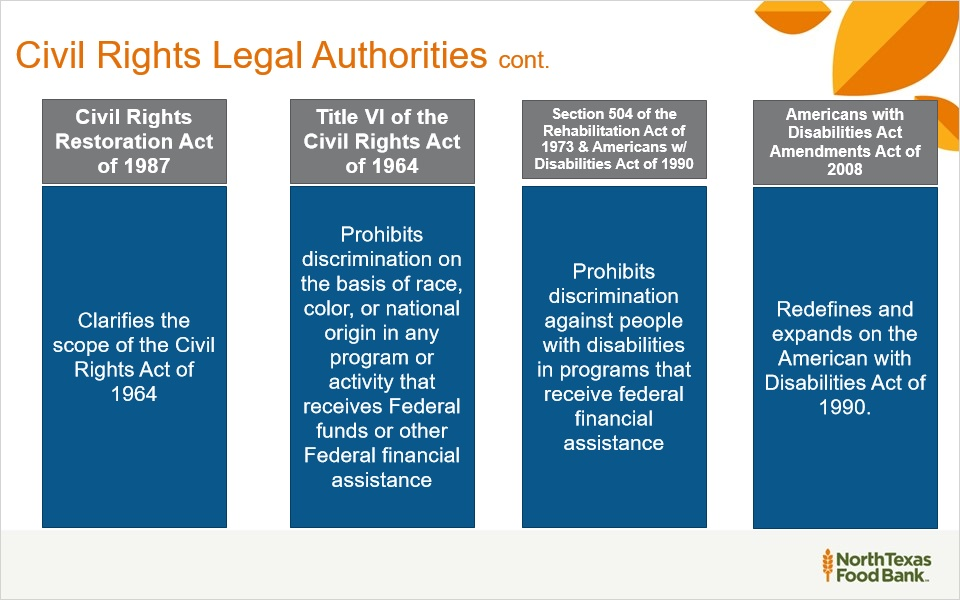 Civil Rights Legal Authorities cont.
Civil Rights
Restoration Act
of 1987
Clarifies the
scope of the Civil
Rights Act of
1964
Title VI of the
Civil Rights Act
of 1964
Prohibits
discrimination on
the basis of race,
color, or national
origin in any
program or
activity that
receives Federal
funds or other
Federal financial
assistance
Section 504 of the
Rehabilitation Act of
1973 & Americans w/
Disabilities Act of 1990
Prohibits
discrimination
against people
with disabilities
in programs that
receive federal
financial
assistance
Americans with
Disabilities Act
Amendments Act of
2008
Redefines and
expands on the
American with
Disabilities Act of
1990.
NorthTexas
Food Bank